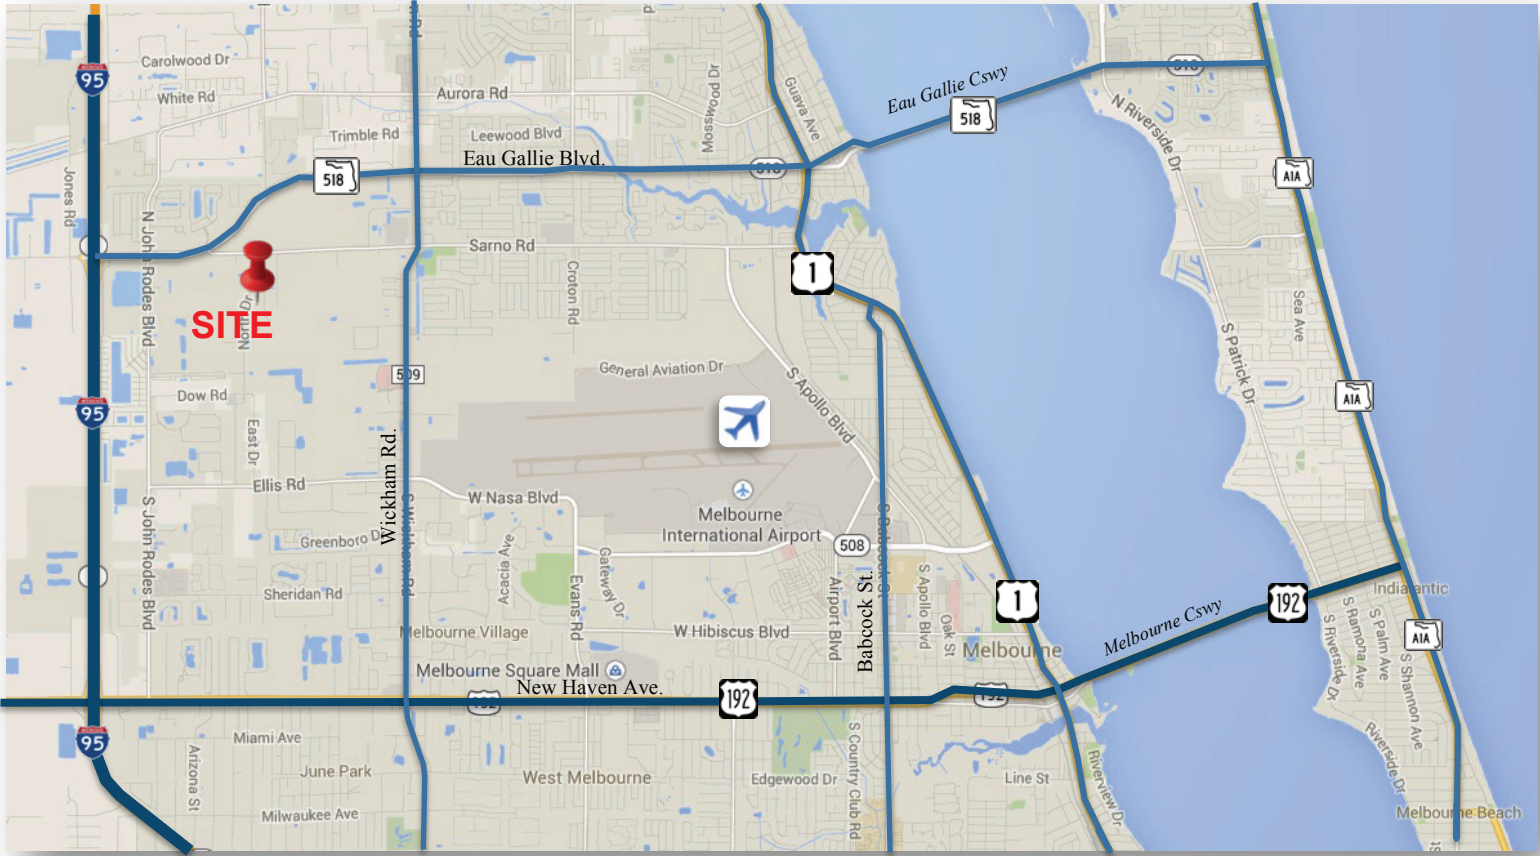 Carolwood Dr
95
White Rd
Aurora Rd
Mosswood Dr
Guava Ave
Eau Gallie Cswy
518
518
N Riverside Dr
Trimble Rd
Leewood Blvd
Eau Gallie Blvd.
518
518
A1A
Jones Rd
N John Rodes Blvd
Sarno Rd
Croton Rd
1
SITE
North Dr
Sea Ave
S Patrick Dr
509
General Aviation Dr
S Apollo Blvd
Dow Rd
95
A1A
East Dr
Wickham Rd.
S Wickham Rd
Ellis Rd
W Nasa Blvd
Melbourne
International Airport
508
S John Rodes Blvd
Greenboro Dr
Acacia Ave
Gateway Dr
Evans Rd
Sheridan Rd
Airport Blvd
Babcock St.
S Babcock St
S Apollo Blvd
Oak St
1
192
Indialantic
Melbourne Cswy
Melbourne Village
W Hibiscus Blvd
Melbourne
S Riverside Dr
S Ramona Ave
S Palm Ave
S Shannon Ave
A1A
Melbourne Square Mall
New Haven Ave.
192
192
192
95
Miami Ave
Arizona St
June Park
West Melbourne
Edgewood Dr
S Country Club Rd
Line St
Riverview Dr
Riverside Dr
Milwaukee Ave
Melbourne Beach